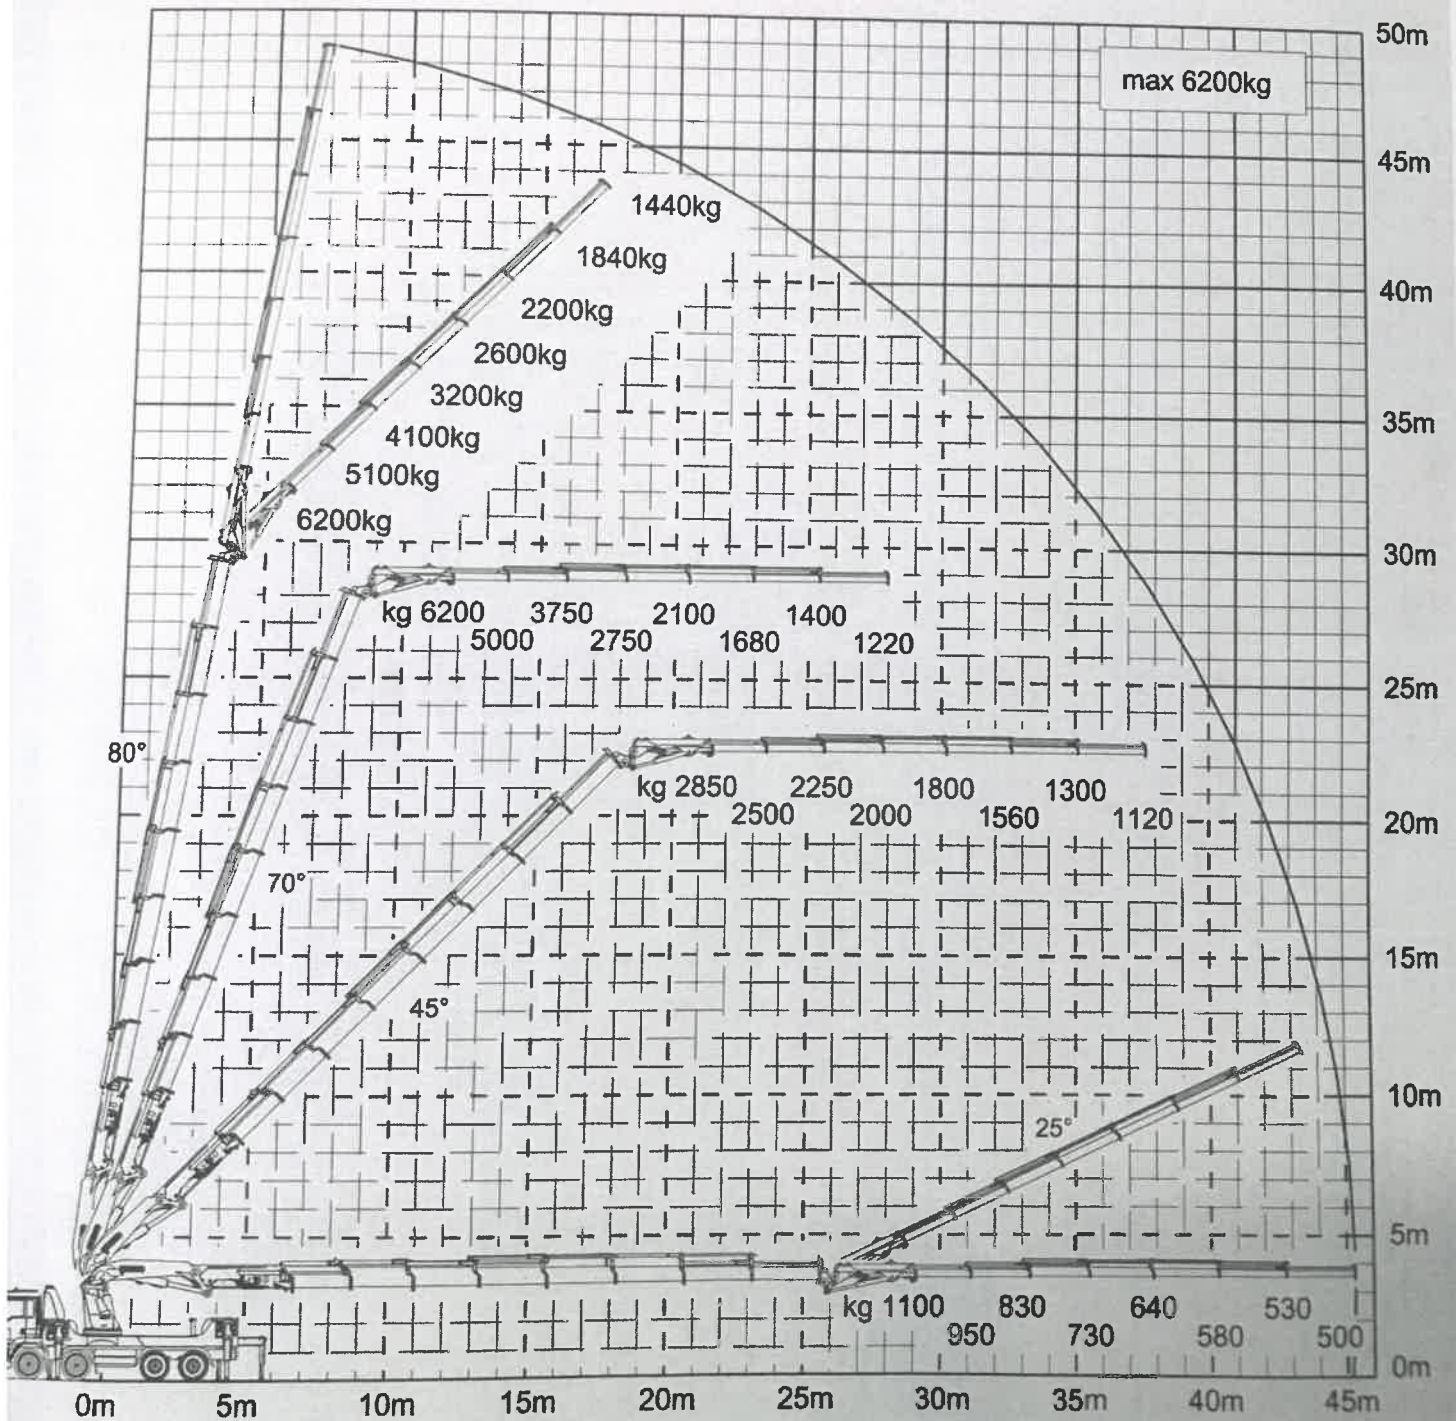 50m
max 6200kg
45m
1440kg
1840kg
40m
2200kg
2600kg
3200kg
35m
4100kg
5100kg
6200kg
30m
kg 6200 3750 2100 1400
5000 2750 1680 1220
25m
80°
kg 2850 2250 1800 1300
2500 2000 1560 1120
20m
70°
15m
45°
10m
25°
5m
kg 1100 830 640 530
950 730 580 500
0m
0m 5m 10m 15m 20m 25m 30m 35m 40m 45m